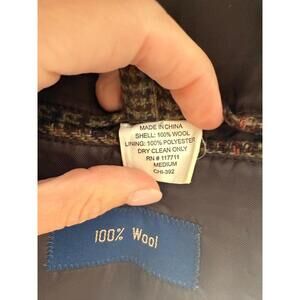 MADE IN CHINA
SHELL: 100% WOOL
LINING: 100% POLYESTER
DRY CLEAN ONLY
RN # 117711
MEDIUM
CHI-392
100% Wool